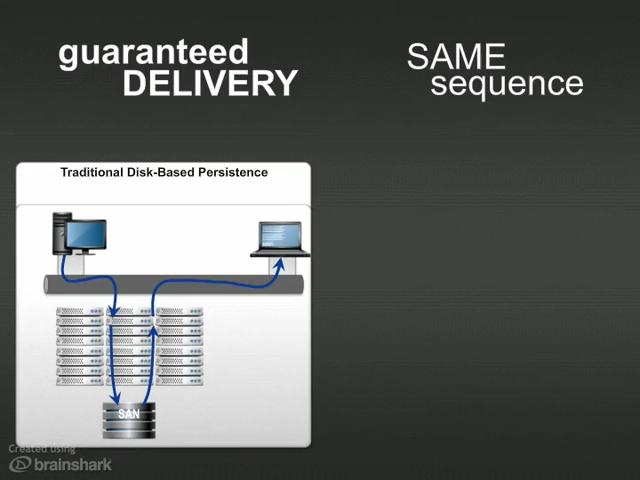 guaranteed
DELIVERY
SAME
sequence
Traditional Disk-Based Persistence
SAN
Created using
brainshark